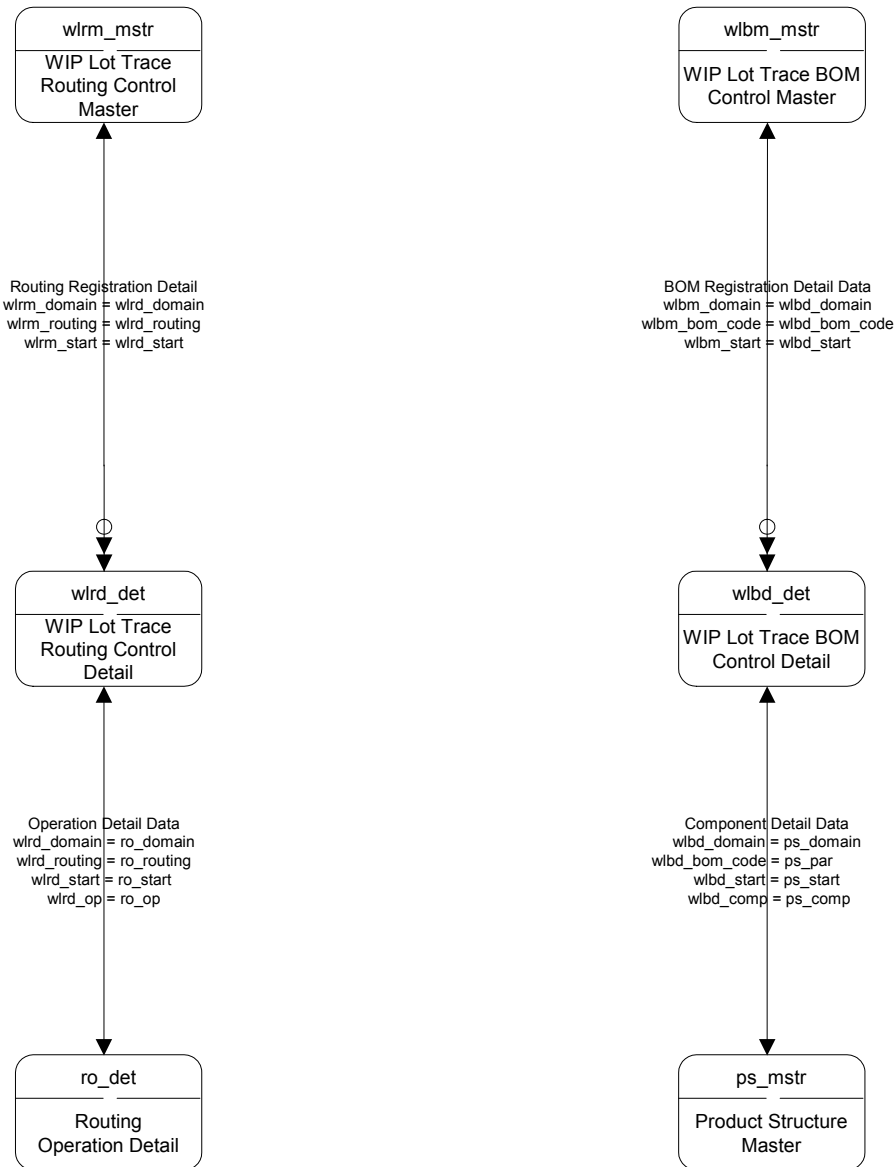 wlrm_mstr
WIP Lot Trace
Routing Control
Master
wlbm_mstr
WIP Lot Trace BOM
Control Master
Routing Registration Detail
wlrm_domain = wlrd_domain
wlrm_routing = wlrd_routing
wlrm_start = wlrd_start
BOM Registration Detail Data
wlbm_domain = wlbd_domain
wlbm_bom_code = wlbd_bom_code
wlbm_start = wlbd_start
wlrd_det
WIP Lot Trace
Routing Control
Detail
wlbd_det
WIP Lot Trace BOM
Control Detail
Operation Detail Data
wlrd_domain = ro_domain
wlrd_routing = ro_routing
wlrd_start = ro_start
wlrd_op = ro_op
Component Detail Data
wlbd_domain = ps_domain
wlbd_bom_code = ps_par
wlbd_start = ps_start
wlbd_comp = ps_comp
ro_det
Routing
Operation Detail
ps_mstr
Product Structure
Master